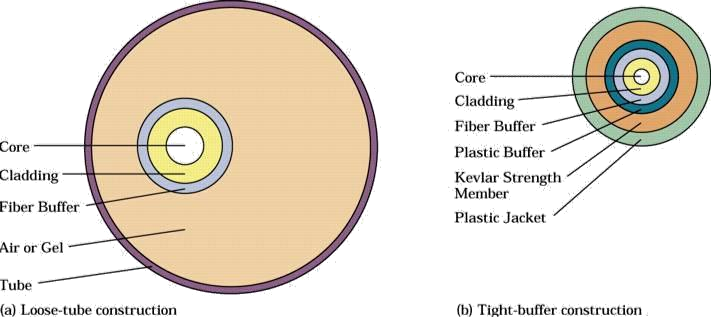 Core
Cladding
Fiber Buffer
Air or Gel
Tube
(a) Loose-tube construction
Core
Cladding
Fiber Buffer
Plastic Buffer
Kevlar Strength
Member
Plastic Jacket
(b) Tight-buffer construction